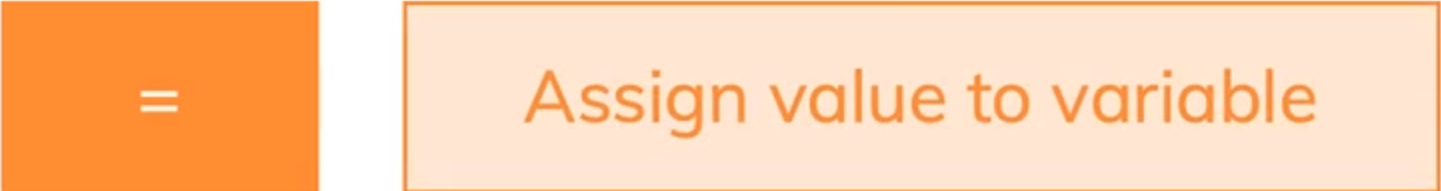 =
Assign value to variable